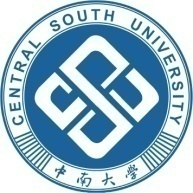 CENTRAL SOUTH UNIVERSITY
中南大学